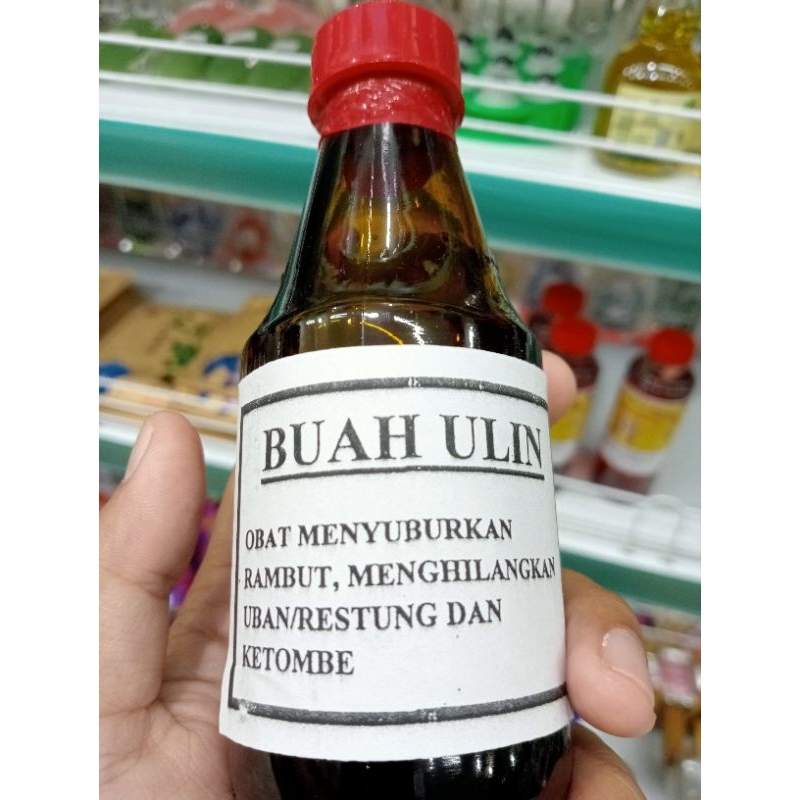 BUAH ULIN
OBAT MENYUBURKAN
RAMBUT, MENGHILANGKAN
UBAN/RESTUNG DAN
KETOMBE